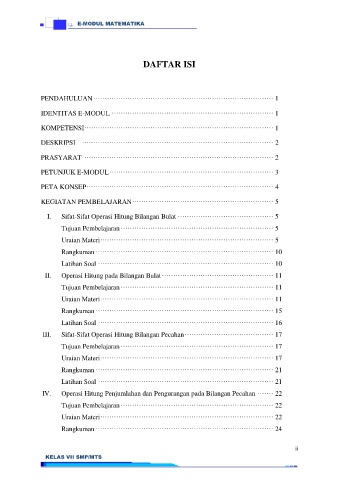 E-MODUL MATEMATIKA
DAFTAR ISI
PENDAHULUAN 1
IDENTITAS E-MODUL 1
KOMPETENSI 1
DESKRIPSI 2
PRASYARAT 2
PETUNJUK E-MODUL 3
PETA KONSEP 4
KEGIATAN PEMBELAJARAN 5
I. Sifat-Sifat Operasi Hitung Bilangan Bulat 5
Tujuan Pembelajaran 5
Uraian Materi 5
Rangkuman 10
Latihan Soal 10
II. Operasi Hitung pada Bilangan Bulat 11
Tujuan Pembelajaran 11
Uraian Materi 11
Rangkuman 15
Latihan Soal 16
III. Sifat-Sifat Operasi Hitung Bilangan Pecahan 17
Tujuan Pembelajaran 17
Uraian Materi 17
Rangkuman 21
Latihan Soal 21
IV. Operasi Hitung Penjumlahan dan Pengurangan pada Bilangan Pecahan 22
Tujuan Pembelajaran 22
Uraian Materi 22
Rangkuman 24
ii
KELAS VII SMP/MTS